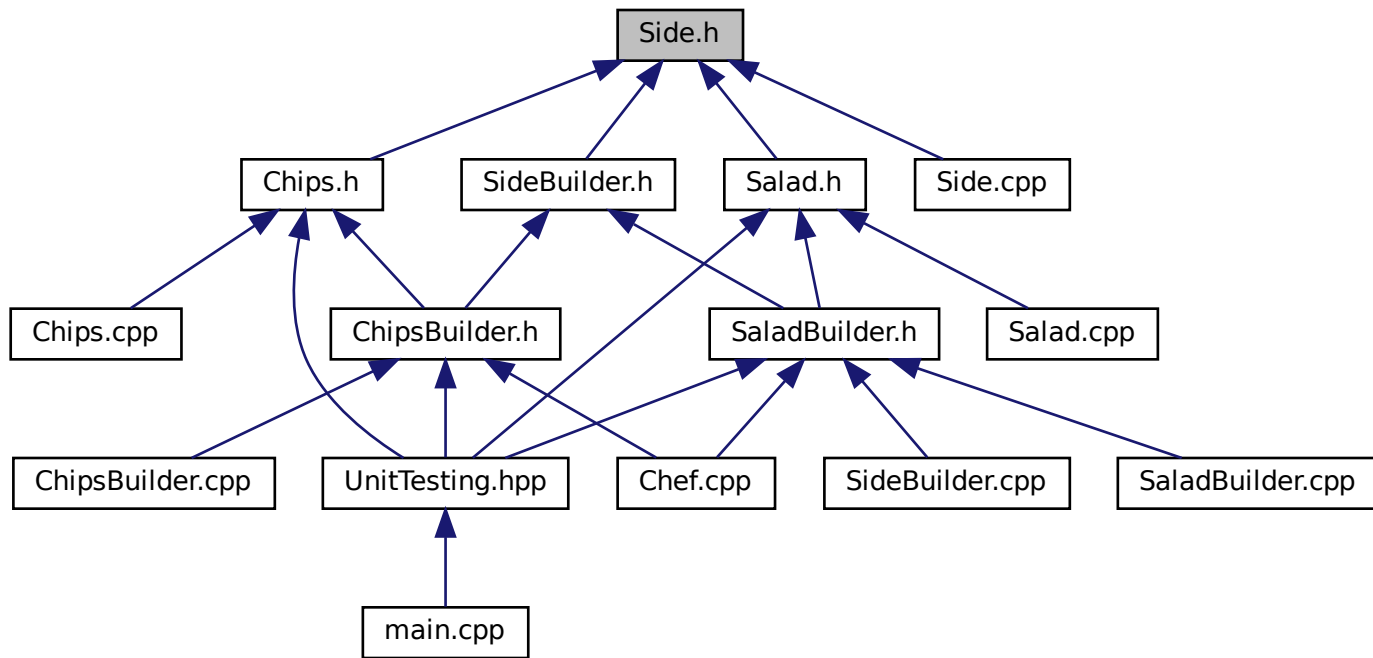 Side.h
Chips.h
SideBuilder.h
Salad.h
Side.cpp
Chips.cpp
ChipsBuilder.h
SaladBuilder.h
Salad.cpp
ChipsBuilder.cpp
UnitTesting.hpp
Chef.cpp
SideBuilder.cpp
SaladBuilder.cpp
main.cpp